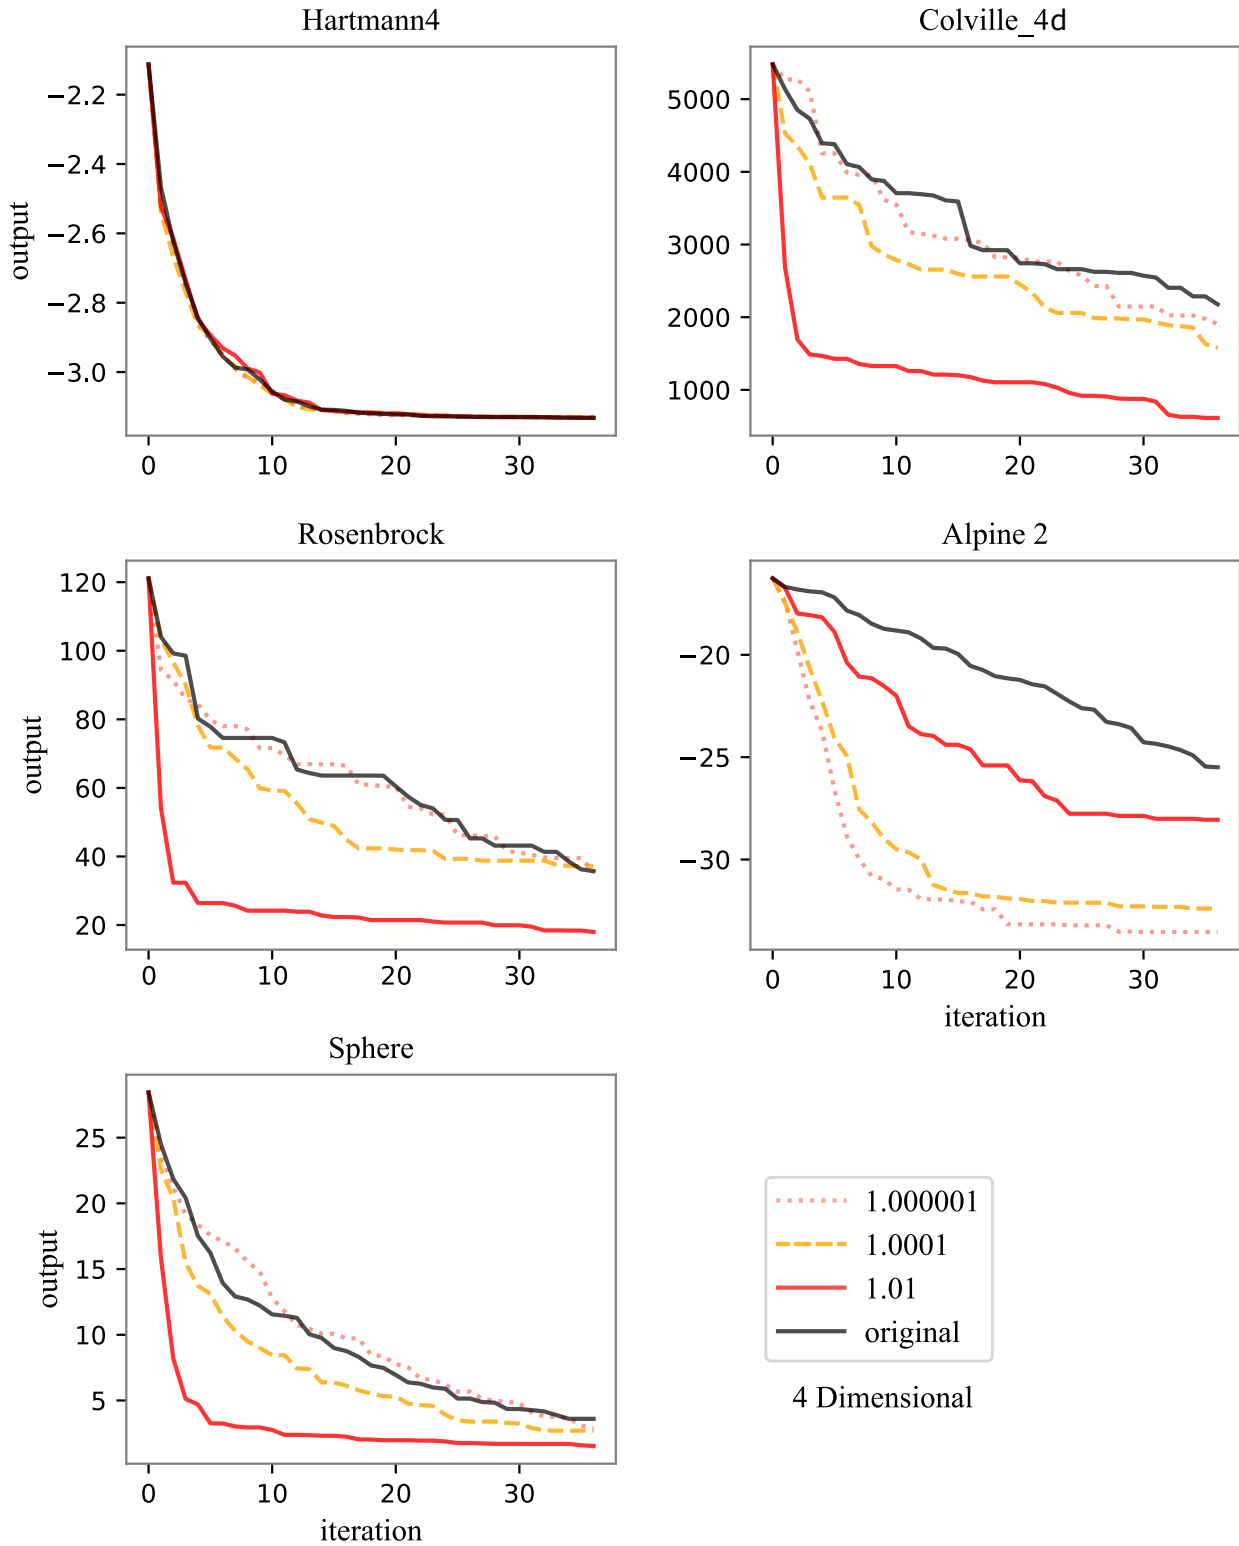 Hartmann4
−2.2
−2.4
−2.6
−2.8
−3.0
output
0 10 20 30
Colville_4d
5000
4000
3000
2000
1000
0 10 20 30
Rosenbrock
120
100
80
60
40
20
output
0 10 20 30
Alpine 2
−20
−25
−30
0 10 20 30
iteration
Sphere
25
20
15
10
5
output
0 10 20 30
iteration
1.000001
1.0001
1.01
original
4 Dimensional